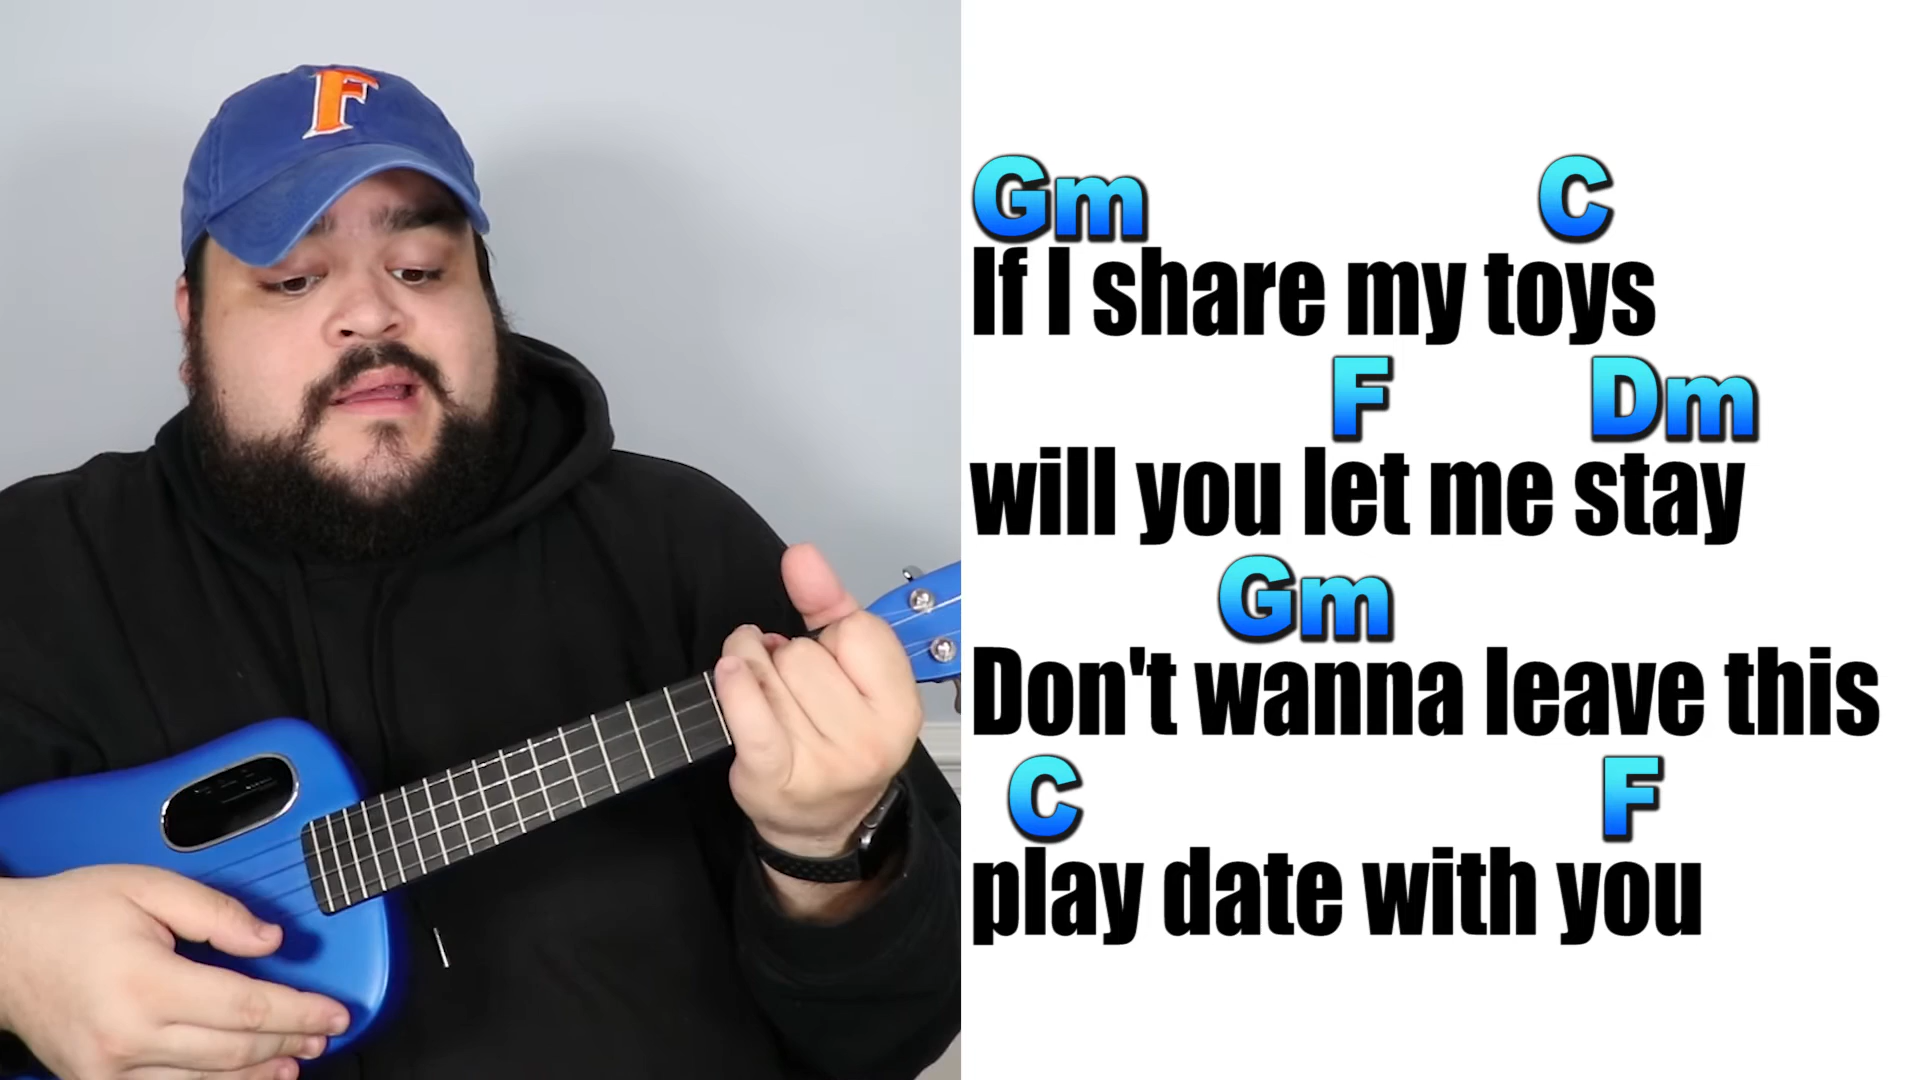 F
Gm C
If I share my toys
F Dm
will you let me stay
Gm
Don't wanna leave this
C F
play date with you